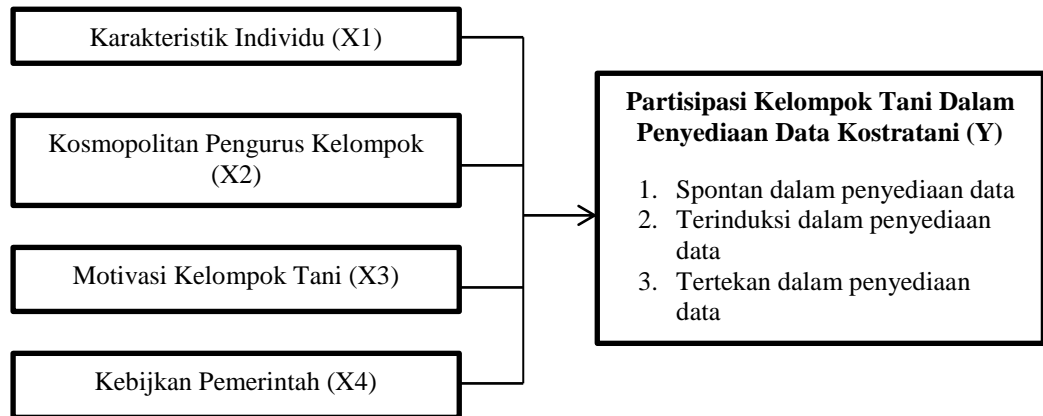 Karakteristik Individu (X1)
Kosmopolitan Pengurus Kelompok
(X2)
Motivasi Kelompok Tani (X3)
Kebijkan Pemerintah (X4)
Partisipasi Kelompok Tani Dalam
Penyediaan Data Kostratani (Y)
1. Spontan dalam penyediaan data
2. Terinduksi dalam penyediaan
data
3. Tertekan dalam penyediaan
data